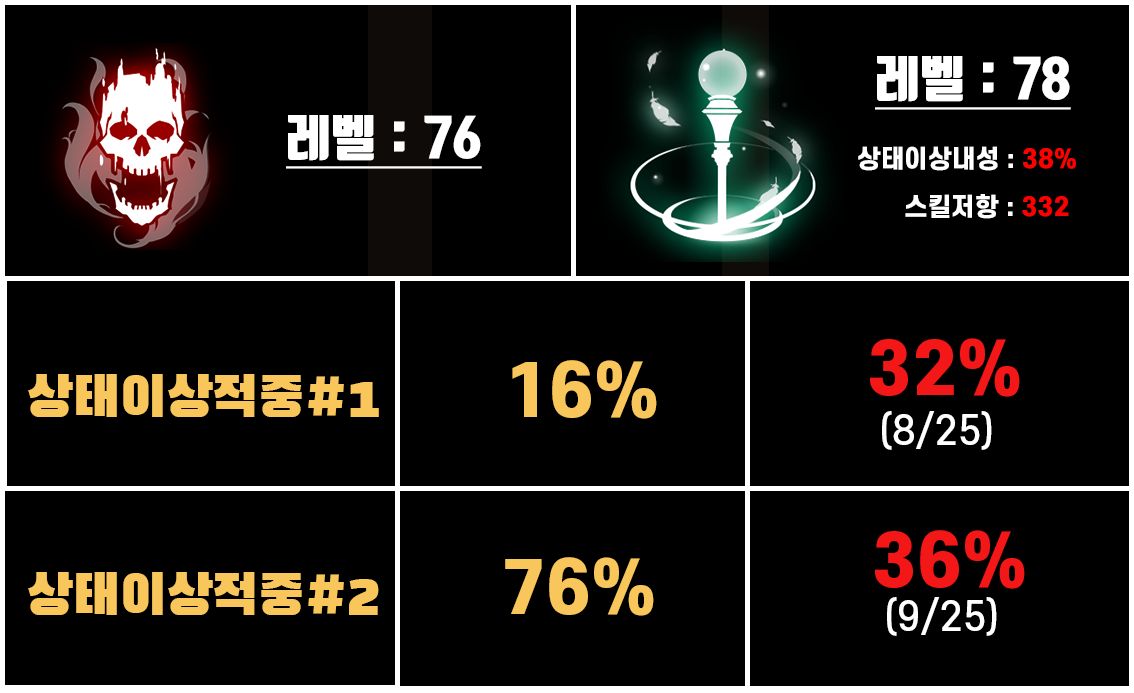 레벨 : 76
레벨 : 78
상태이상내성 : 38%
스킬저항 : 332
상태이상적중#1
16%
32%
(8/25)
상태이상적중#2
76%
36%
(9/25)